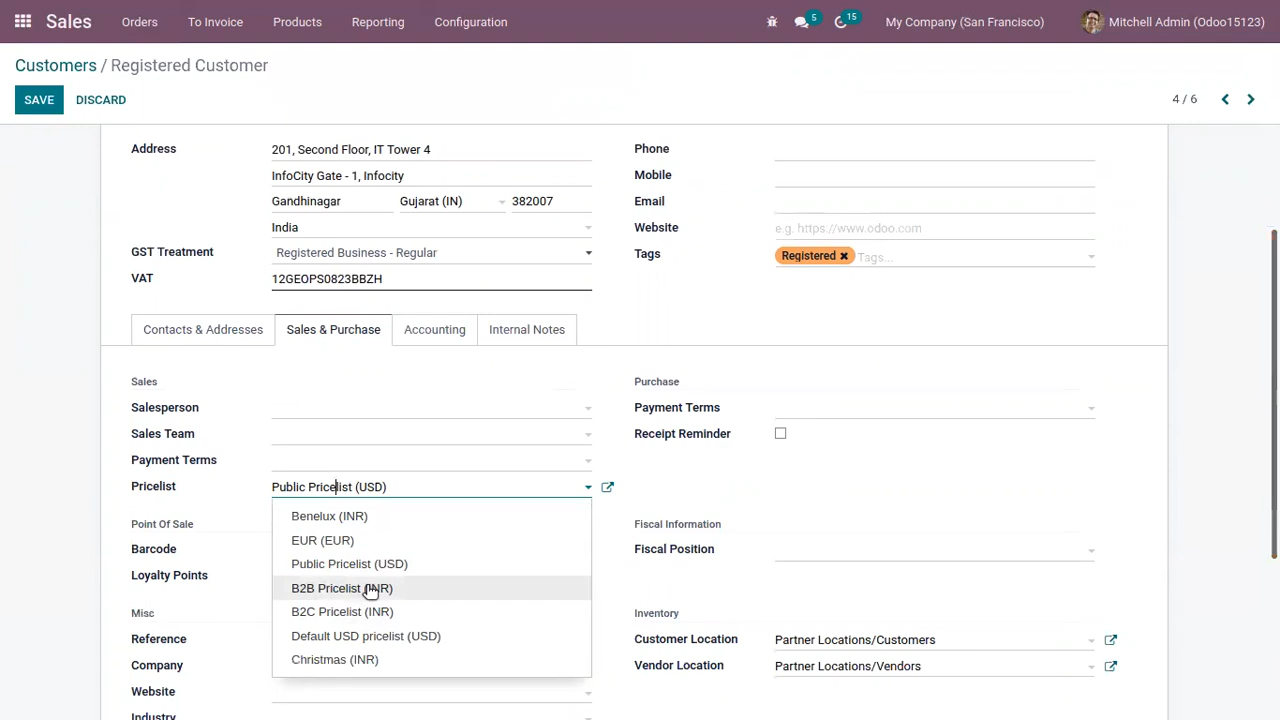 Sales Orders To Invoice Products Reporting Configuration 5 15 My Company (San Francisco) Mitchell Admin (Odoo15123)
Customers / Registered Customer
SAVE DISCARD 4 / 6
Address 201, Second Floor, IT Tower 4 Phone
InfoCity Gate - 1, Infocity Mobile
Gandhinagar Gujarat (IN) 382007 Email
India Website e.g. https://www.odoo.com
GST Treatment Registered Business - Regular Tags Registered Tags...
VAT 12GEOPS0823BBZH
Contacts & Addresses Sales & Purchase Accounting Internal Notes
Sales Purchase
Salesperson Payment Terms
Sales Team Receipt Reminder
Payment Terms
Pricelist Public Pricelist (USD)
Benelux (INR)
Point Of Sale Fiscal Information
EUR (EUR)
Barcode Fiscal Position
Public Pricelist (USD)
Loyalty Points
B2B Pricelist (INR)
Misc B2C Pricelist (INR) Inventory
Reference Default USD pricelist (USD) Customer Location Partner Locations/Customers
Company Christmas (INR) Vendor Location Partner Locations/Vendors
Website
Industry